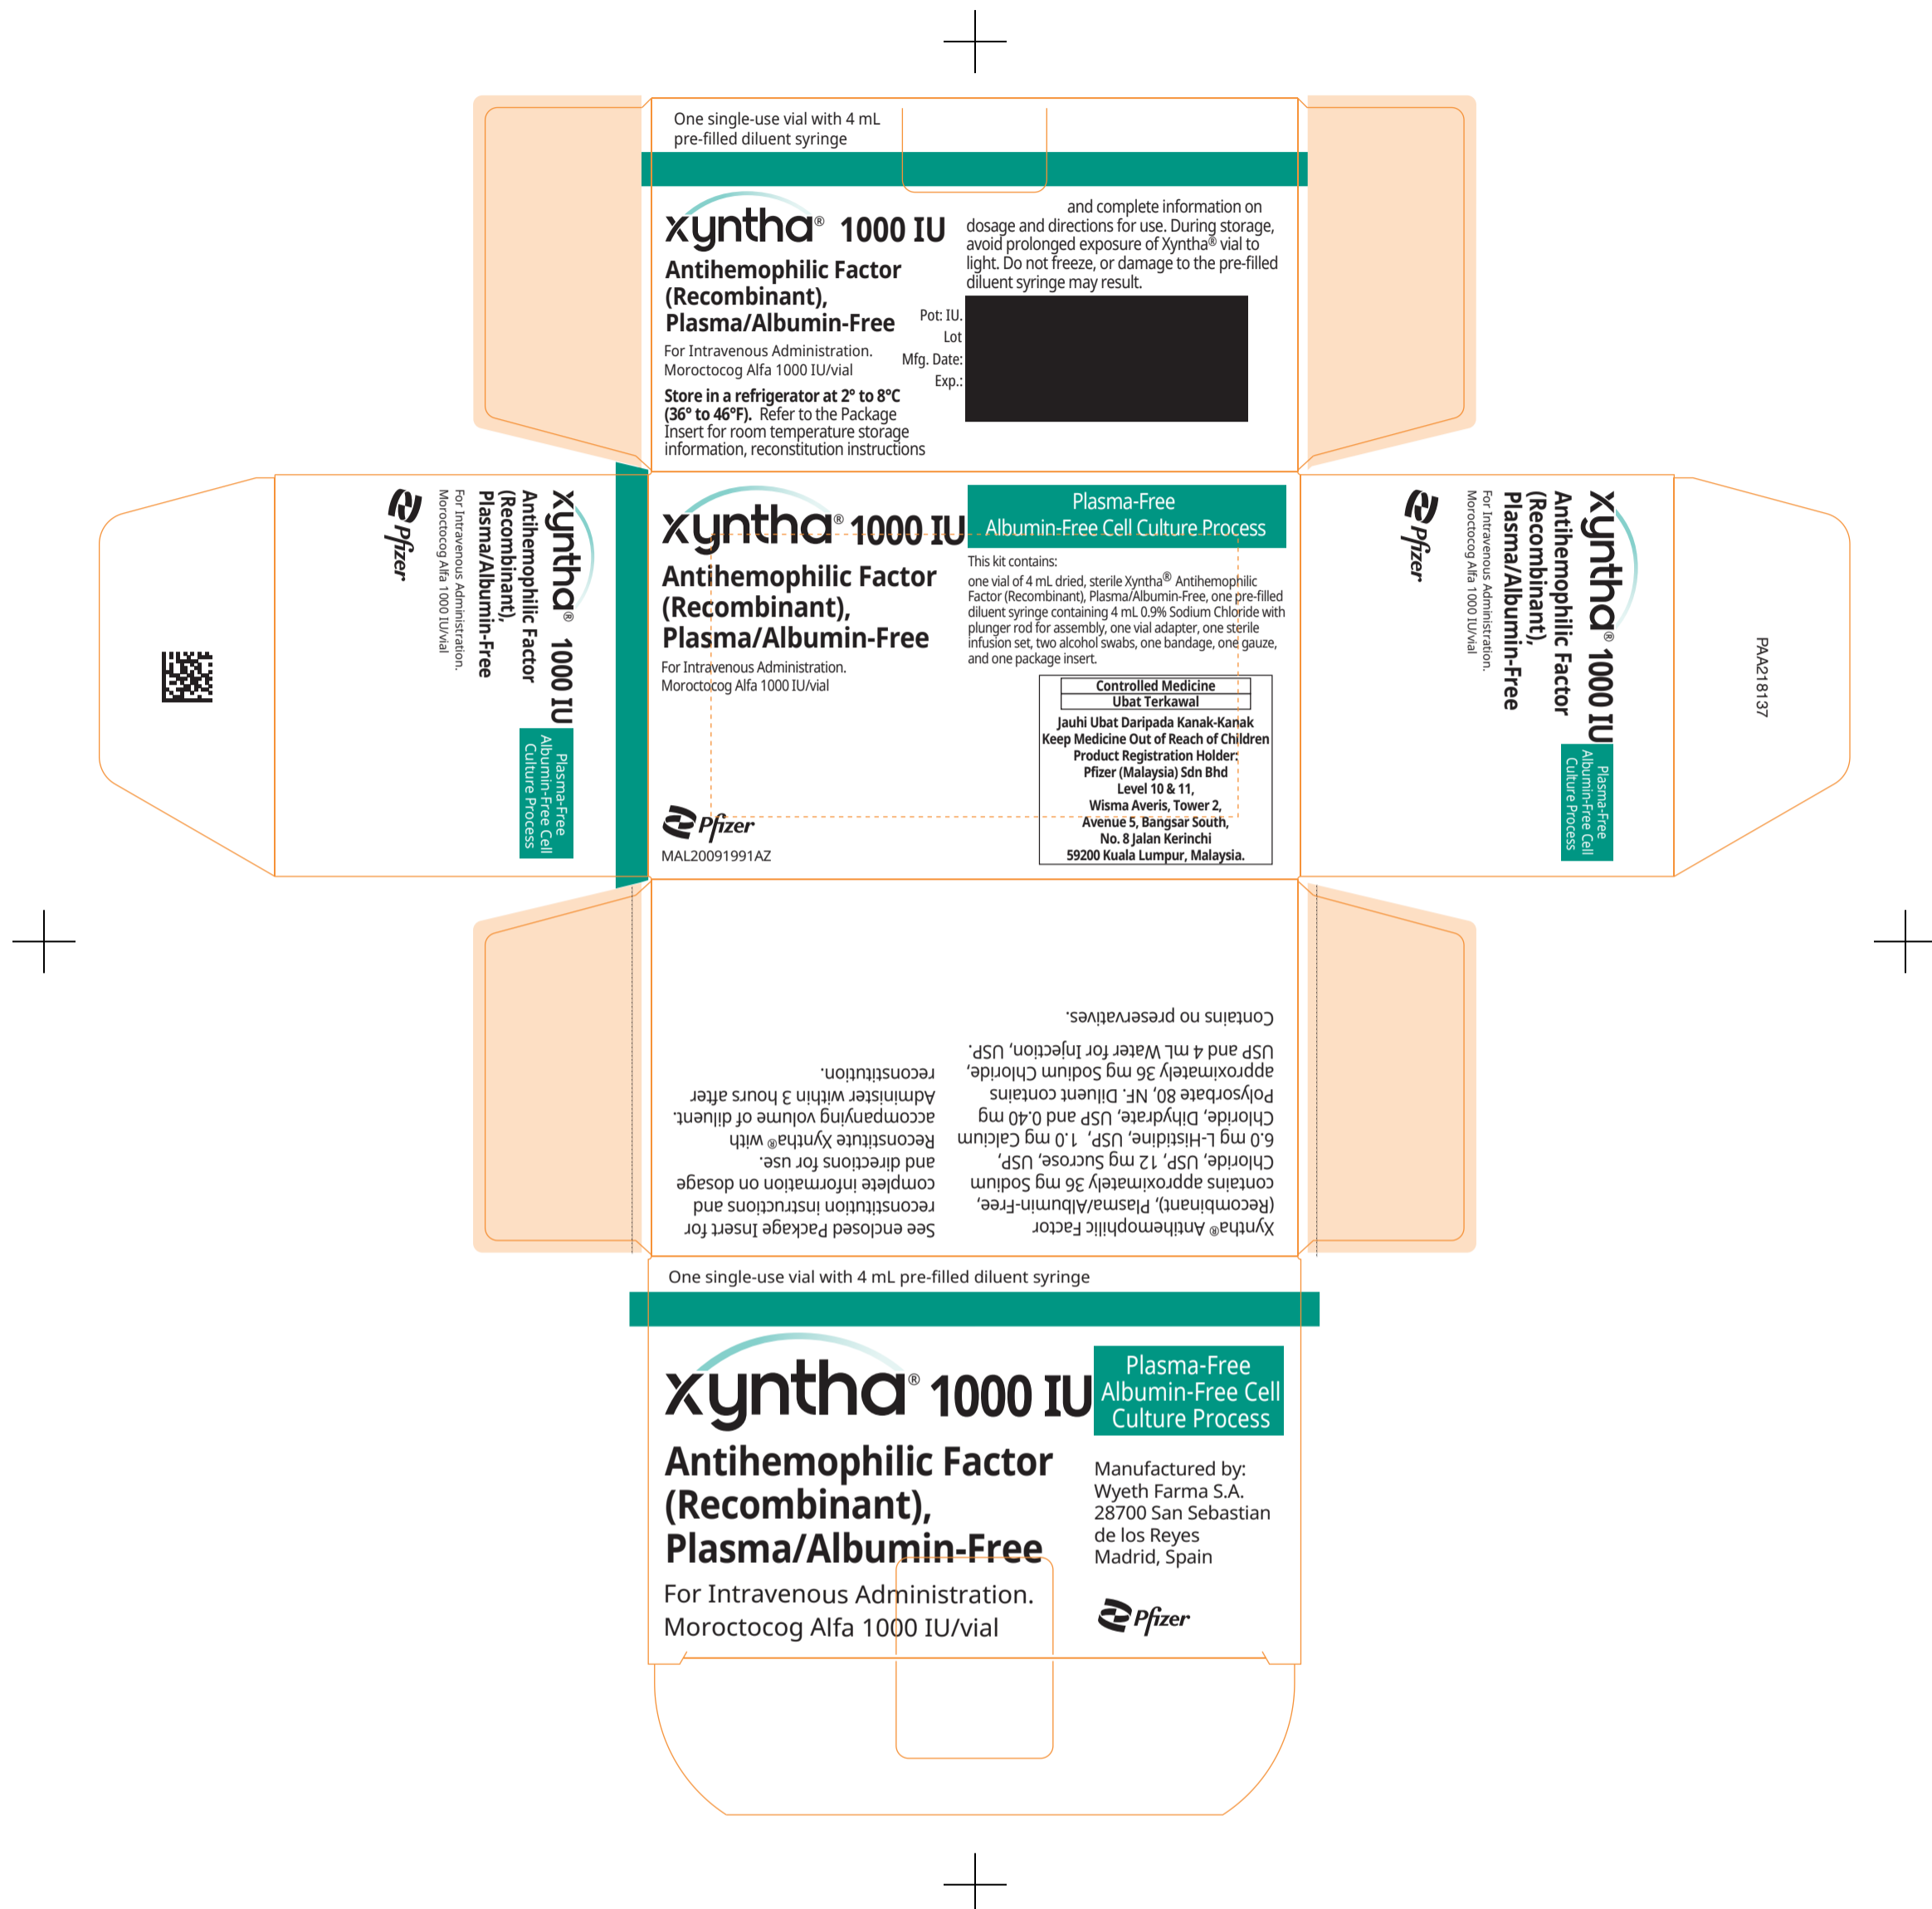 One single-use vial with 4 mL
pre-filled diluent syringe
xyntha® 1000 IU
Antihemophilic Factor
(Recombinant),
Plasma/Albumin-Free
For Intravenous Administration.
Moroctocog Alfa 1000 IU/vial
Store in a refrigerator at 2° to 8°C
(36° to 46°F). Refer to the Package
Insert for room temperature storage
information, reconstitution instructions
and complete information on
dosage and directions for use. During storage,
avoid prolonged exposure of Xyntha® vial to
light. Do not freeze, or damage to the pre-filled
diluent syringe may result.
Pot: IU.
Lot
Mfg. Date:
Exp.:
xyntha® 1000 IU
Antihemophilic Factor
(Recombinant),
Plasma/Albumin-Free
For Intravenous Administration.
Moroctocog Alfa 1000 IU/vial
Pfizer
Plasma-Free
Albumin-Free Cell
Culture Process
xyntha® 1000 IU
Antihemophilic Factor
(Recombinant),
Plasma/Albumin-Free
For Intravenous Administration.
Moroctocog Alfa 1000 IU/vial
Pfizer
MAL20091991AZ
Plasma-Free
Albumin-Free Cell Culture Process
This kit contains:
one vial of 4 mL dried, sterile Xyntha® Antihemophilic
Factor (Recombinant), Plasma/Albumin-Free, one pre-filled
diluent syringe containing 4 mL 0.9% Sodium Chloride with
plunger rod for assembly, one vial adapter, one sterile
infusion set, two alcohol swabs, one bandage, one gauze,
and one package insert.
Controlled Medicine
Ubat Terkawal
Jauhi Ubat Daripada Kanak-Kanak
Keep Medicine Out of Reach of Children
Product Registration Holder:
Pfizer (Malaysia) Sdn Bhd
Level 10 & 11,
Wisma Averis, Tower 2,
Avenue 5, Bangsar South,
No. 8 Jalan Kerinchi
59200 Kuala Lumpur, Malaysia.
xyntha® 1000 IU
Antihemophilic Factor
(Recombinant),
Plasma/Albumin-Free
For Intravenous Administration.
Moroctocog Alfa 1000 IU/vial
Pfizer
Plasma-Free
Albumin-Free Cell
Culture Process
PAA218137
Xyntha® Antihemophilic Factor
(Recombinant), Plasma/Albumin-Free,
contains approximately 36 mg Sodium
Chloride, USP, 12 mg Sucrose, USP,
6.0 mg L-Histidine, USP, 1.0 mg Calcium
Chloride, Dihydrate, USP and 0.40 mg
Polysorbate 80, NF. Diluent contains
approximately 36 mg Sodium Chloride,
USP and 4 mL Water for Injection, USP.
Contains no preservatives.
See enclosed Package Insert for
reconstitution instructions and
complete information on dosage
and directions for use.
Reconstitute Xyntha® with
accompanying volume of diluent.
Administer within 3 hours after
reconstitution.
One single-use vial with 4 mL pre-filled diluent syringe
xyntha® 1000 IU
Antihemophilic Factor
(Recombinant),
Plasma/Albumin-Free
For Intravenous Administration.
Moroctocog Alfa 1000 IU/vial
Plasma-Free
Albumin-Free Cell
Culture Process
Manufactured by:
Wyeth Farma S.A.
28700 San Sebastian
de los Reyes
Madrid, Spain
Pfizer